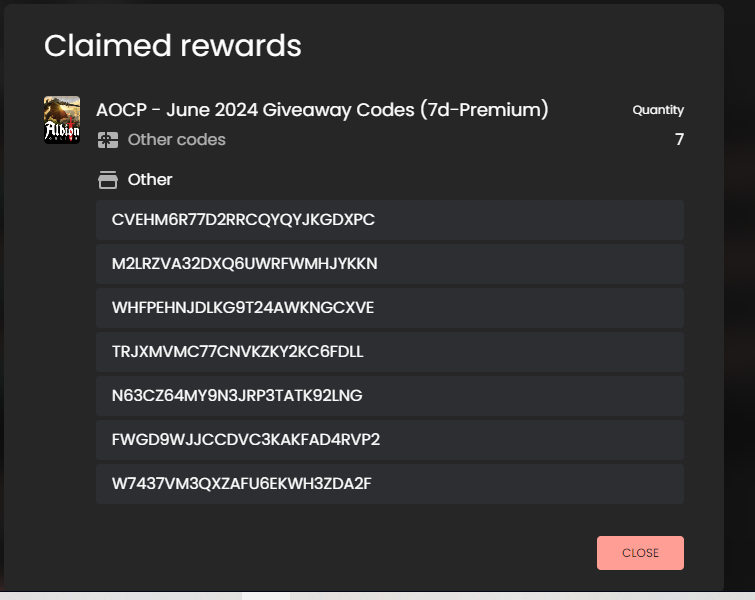 Claimed rewards
Albion
ONLINE
AOCP - June 2024 Giveaway Codes (7d-Premium)
Quantity
Other codes
7
Other
CVEHM6R77D2RRCQYQYJKGDXPC
M2LRZVA32DXQ6UWRFWMHJYKKN
WHFPEHNJDLKG9T24AWKNGCXVE
TRJXMVMC77CNVKZKY2KC6FDLL
N63CZ64MY9N3JRP3TATK92LNG
FWGD9WJJCCDVC3KAKFAD4RVP2
W7437VM3QXZAFU6EKWH3ZDA2F
CLOSE